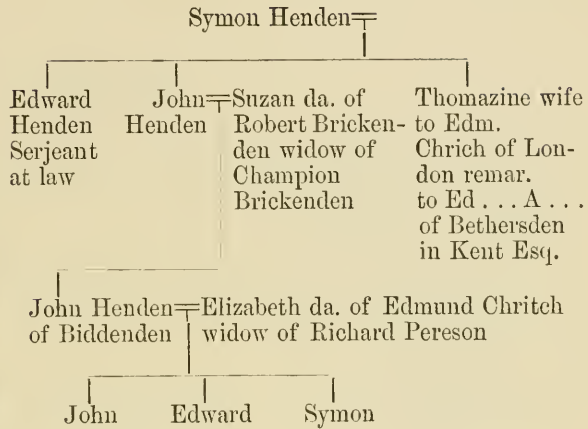 Symon Henden
Edward
Henden
Serjeant
at law
John
Henden
Suzan da. of
Robert Bricken-
den widow of
Champion
Brickenden
Thomazine wife
to Edm.
Chrich of Lon-
don remar.
to Ed . . . A . . .
of Bethersden
in Kent Esq.
John Henden
of Biddenden
Elizabeth da. of Edmund Chritch
widow of Richard Pereson
John Edward Symon